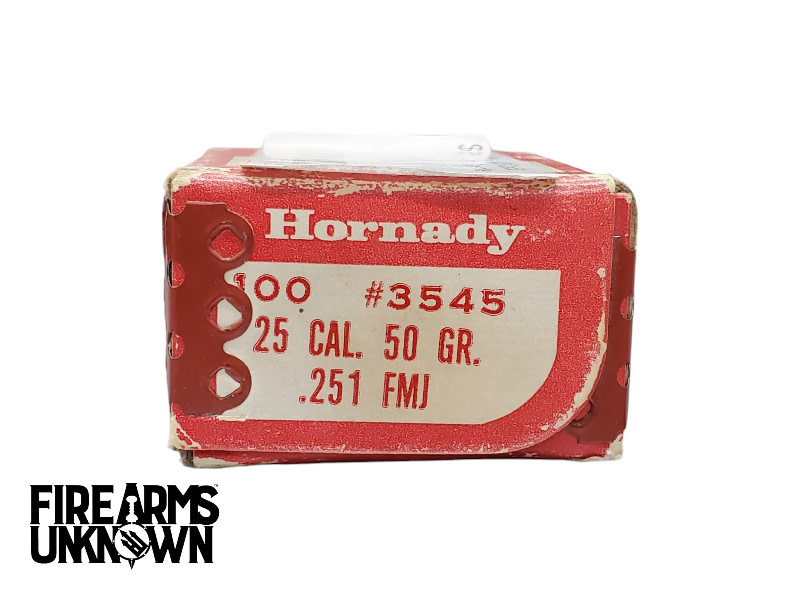 Hornady
100 #3545
25 CAL. 50 GR.
.251 FMJ
FIREARMS
UNKNOWN